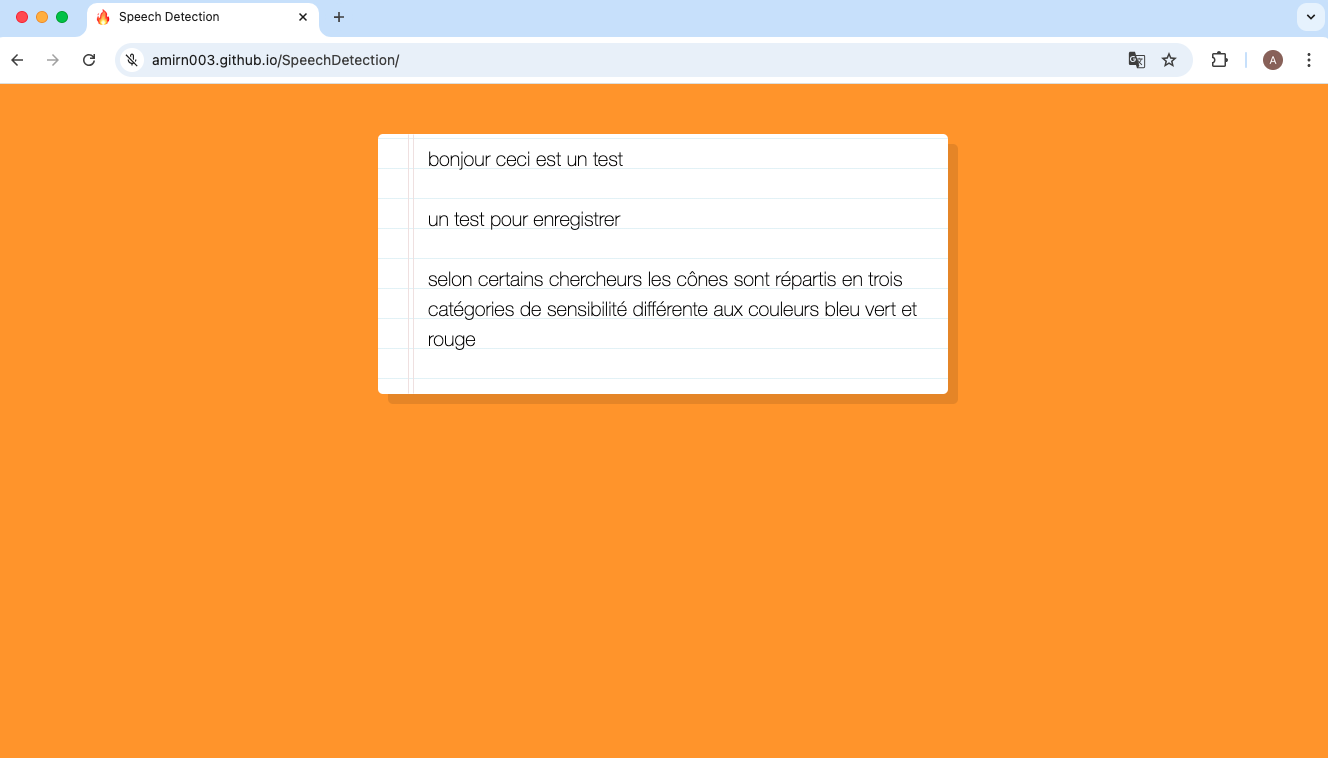 Speech Detection
amirn003.github.io/SpeechDetection/
A
bonjour ceci est un test
un test pour enregistrer
selon certains chercheurs les cônes sont répartis en trois
catégories de sensibilité différente aux couleurs bleu vert et
rouge